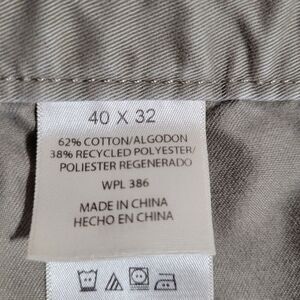 40 X 32
62% COTTON/ALGODON
38% RECYCLED POLYESTER/
POLIESTER REGENERADO
WPL 386
MADE IN CHINA
HECHO EN CHINA